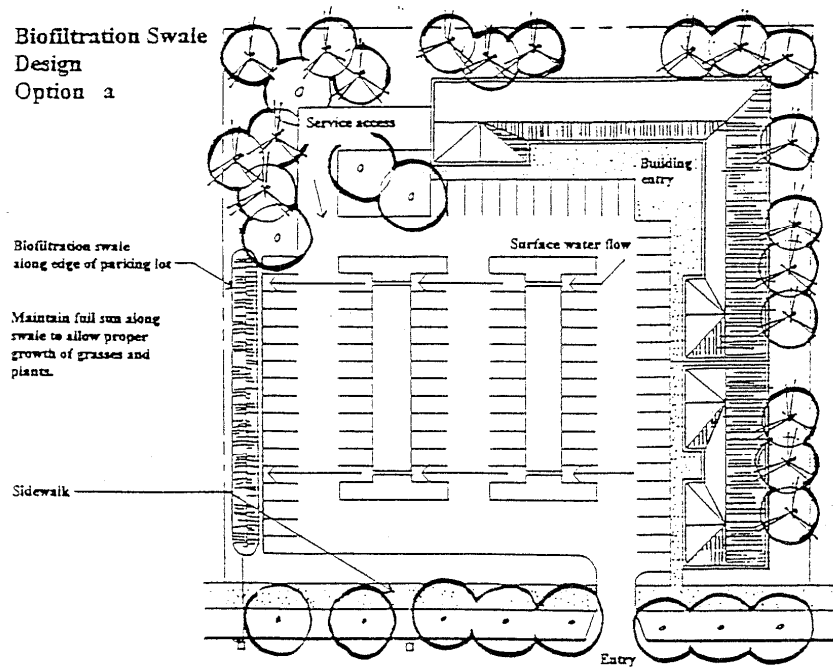 Biofiltration Swale
Design
Option a
Service access
Building
entry
Biofiltration swale
along edge of parking lot
Surface water flow
Maintain full sun along
swale to allow proper
growth of grasses and
plants.
Sidewalk
Entry